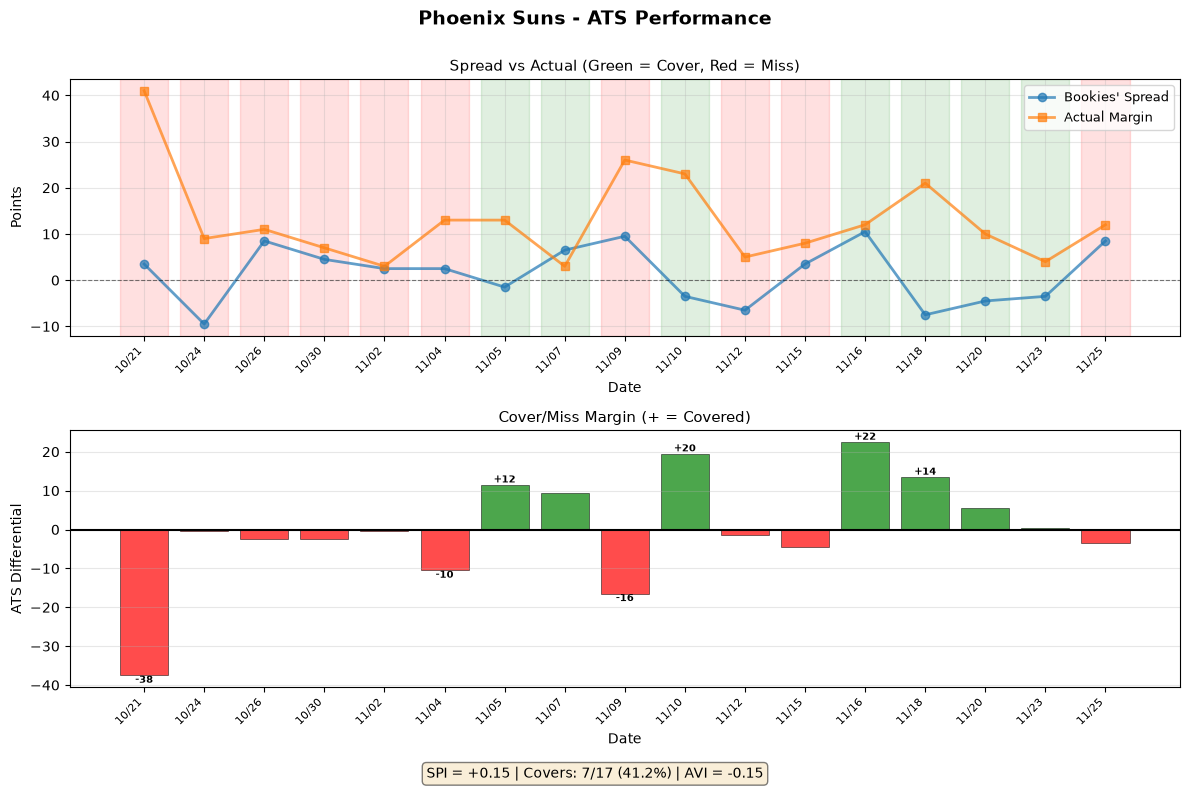 Phoenix Suns - ATS Performance
Spread vs Actual (Green = Cover, Red = Miss)
Points
40
30
20
10
0
−10
Bookies' Spread
Actual Margin
10/21 10/24 10/26 10/30 11/02 11/04 11/05 11/07 11/09 11/10 11/12 11/15 11/16 11/18 11/20 11/23 11/25
Date
Cover/Miss Margin (+ = Covered)
ATS Differential
20
10
0
−10
−20
−30
−40
-38
-10
+12
-16
+20
+22
+14
10/21 10/24 10/26 10/30 11/02 11/04 11/05 11/07 11/09 11/10 11/12 11/15 11/16 11/18 11/20 11/23 11/25
Date
SPI = +0.15 | Covers: 7/17 (41.2%) | AVI = -0.15